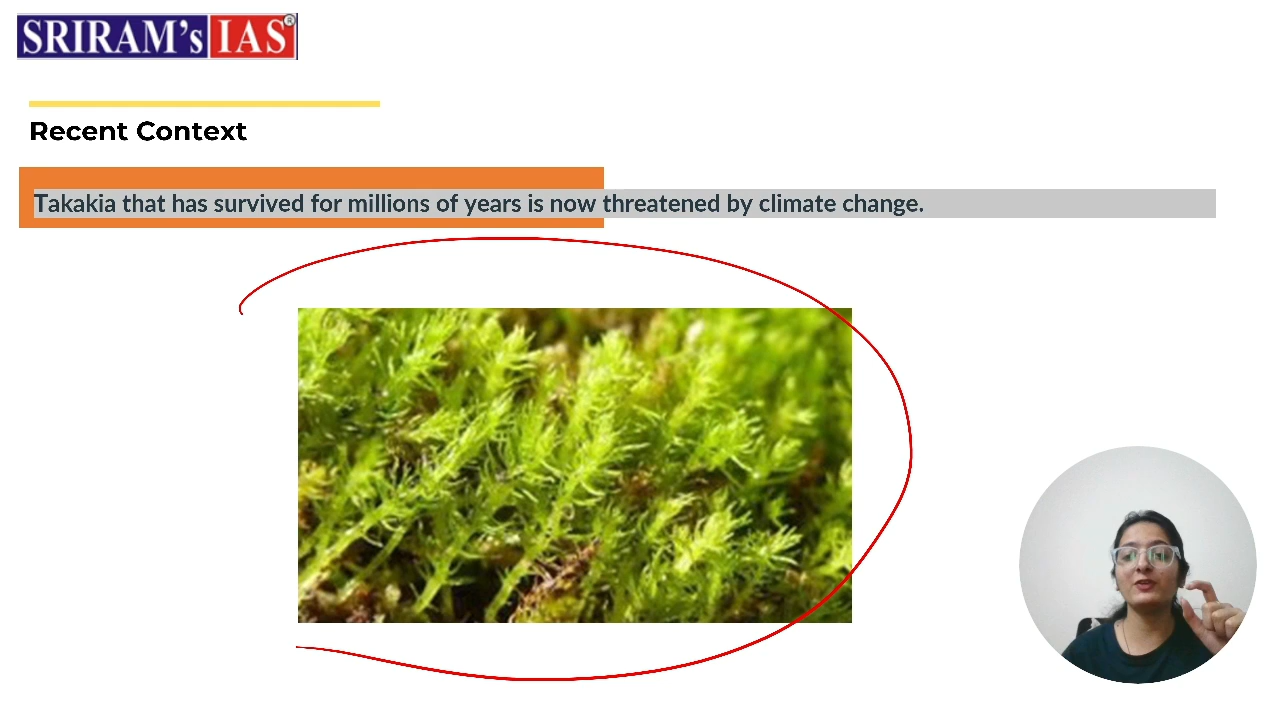 SRIRAM's IAS®
Recent Context
Takakia that has survived for millions of years is now threatened by climate change.